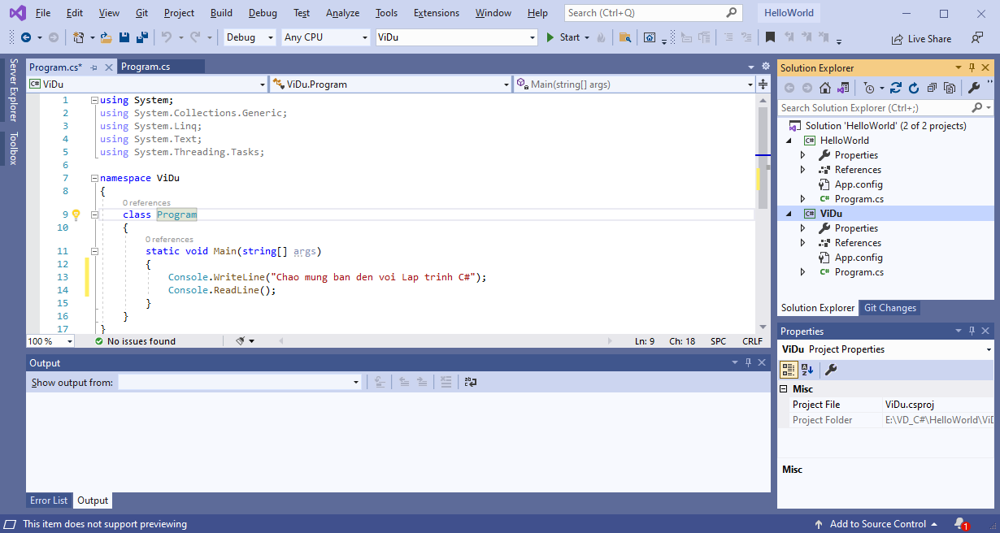 File Edit View Git Project Build Debug Test Analyze Tools Extensions Window Help Search (Ctrl+Q) HelloWorld
Debug Any CPU ViDu Start Live Share
Server Explorer
Toolbox
Program.cs* Program.cs
C# ViDu ViDu.Program Main(string[] args)
1 using System;
2 using System.Collections.Generic;
3 using System.Linq;
4 using System.Text;
5 using System.Threading.Tasks;
6
7 namespace ViDu
8 {
0 references
9 class Program
10 {
0 references
11 static void Main(string[] args)
12 {
13 Console.WriteLine("Chao mung ban den voi Lap trinh C#");
14 Console.ReadLine();
15 }
16 }
17 }
100 % No issues found Ln: 9 Ch: 18 SPC CRLF
Output
Show output from:
Error List Output
Solution Explorer
Search Solution Explorer (Ctrl+;)
Solution 'HelloWorld' (2 of 2 projects)
C# HelloWorld
Properties
References
App.config
C# Program.cs
C# ViDu
Properties
References
App.config
C# Program.cs
Solution Explorer Git Changes
Properties
ViDu Project Properties
Misc
Project File ViDu.csproj
Project Folder E:\VD_C#\HelloWorld\ViD
Misc
This item does not support previewing Add to Source Control 1